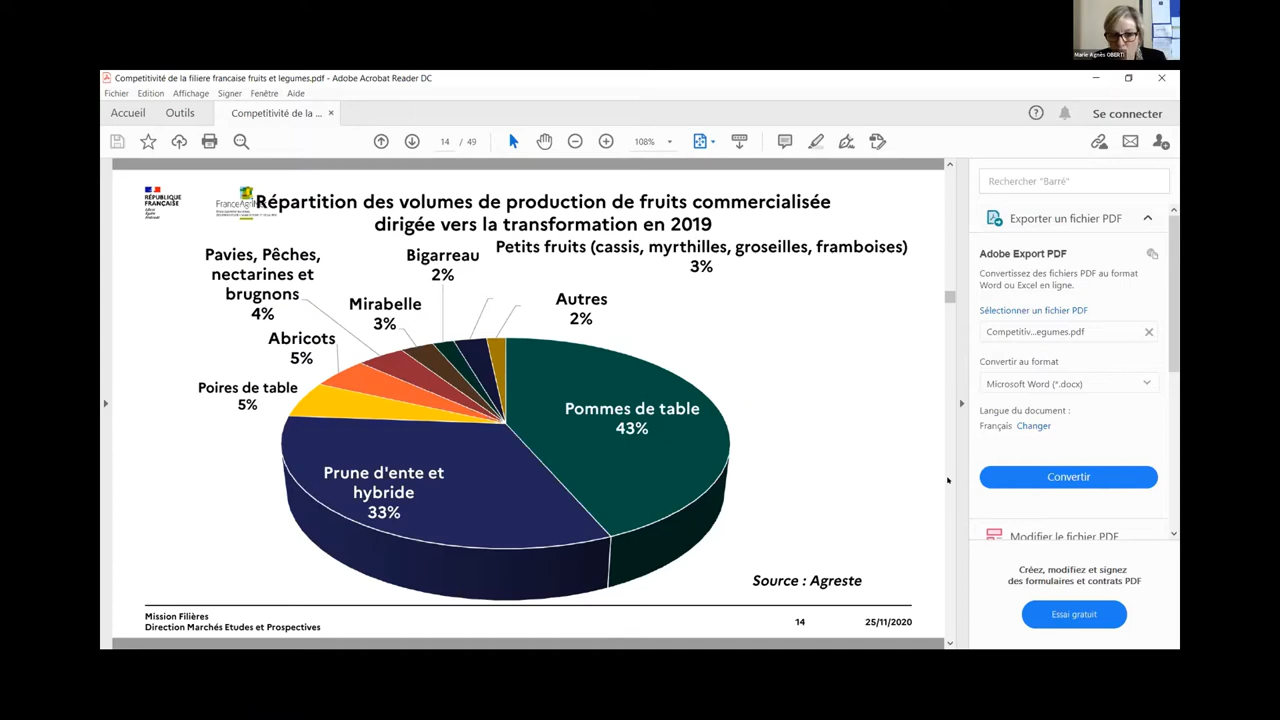 Marie Agnès OBERTI
Competitivité de la filiere francaise fruits et legumes.pdf - Adobe Acrobat Reader DC
Fichier Edition Affichage Signer Fenêtre Aide
Accueil Outils Competitivité de la ... × Se connecter
14 / 49 108%
RÉPUBLIQUE
FRANÇAISE
Liberté
Égalité
Fraternité
FranceAgriM
Répartition des volumes de production de fruits commercialisée
dirigée vers la transformation en 2019
Petits fruits (cassis, myrthilles, groseilles, framboises)
3%
Pavies, Pêches,
nectarines et
brugnons
4%
Bigarreau
2%
Mirabelle
3%
Autres
2%
Abricots
5%
Poires de table
5%
Pommes de table
43%
Prune d'ente et
hybride
33%
Source : Agreste
Mission Filières
Direction Marchés Etudes et Prospectives
14
25/11/2020
Rechercher "Barré"
Exporter un fichier PDF
Adobe Export PDF
Convertissez des fichiers PDF au format
Word ou Excel en ligne.
Sélectionner un fichier PDF
Competitiv...egumes.pdf
Convertir au format
Microsoft Word (*.docx)
Langue du document :
Français Changer
Convertir
Modifier le fichier PDF
Créez, modifiez et signez
des formulaires et contrats PDF
Essai gratuit